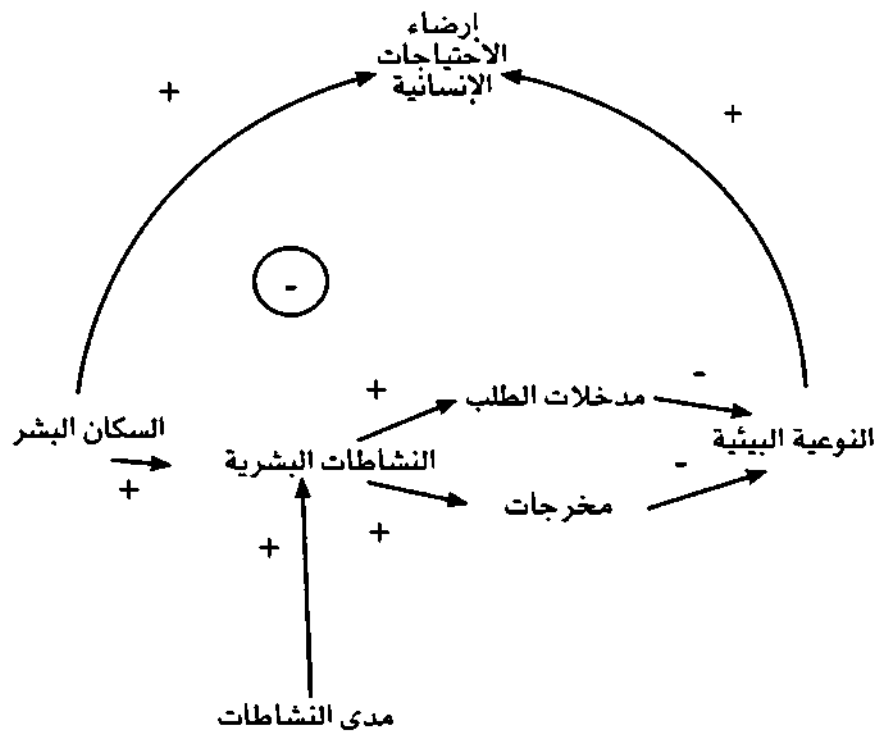 إرضاء
الاحتياجات
الإنسانية
+
+
-
+
مدخلات الطلب
-
السكان البشر
النوعية البيئية
النشاطات البشرية
-
+
مخرجات
+
+
مدى النشاطات